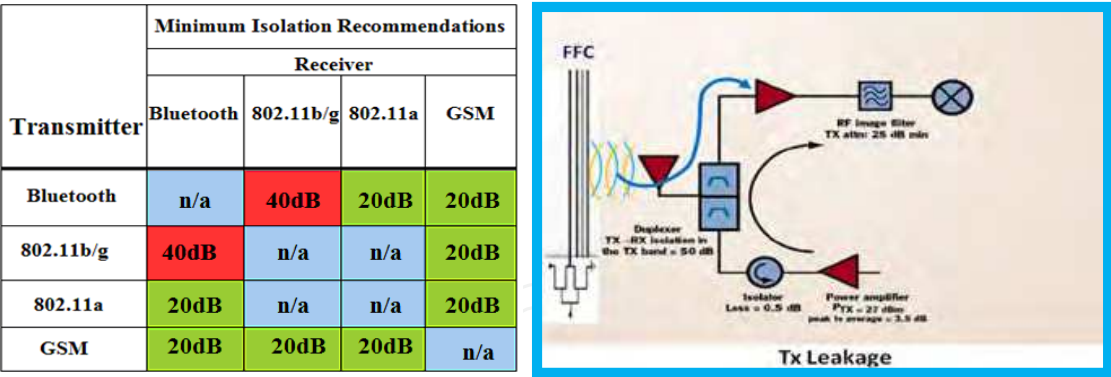 Minimum Isolation Recommendations
Receiver
Transmitter
Bluetooth 802.11b/g 802.11a GSM
Bluetooth n/a 40dB 20dB 20dB
802.11b/g 40dB n/a n/a 20dB
802.11a 20dB n/a n/a 20dB
GSM 20dB 20dB 20dB n/a
FFC
RF image filter
TX attn: 25 dB min
Duplexer
TX -RX isolation in
the TX band = 50 dB
Isolator
Loss = 0.5 dB
Power amplifier
PTX = 27 dBm
peak to average = 3.5 dB
Tx Leakage